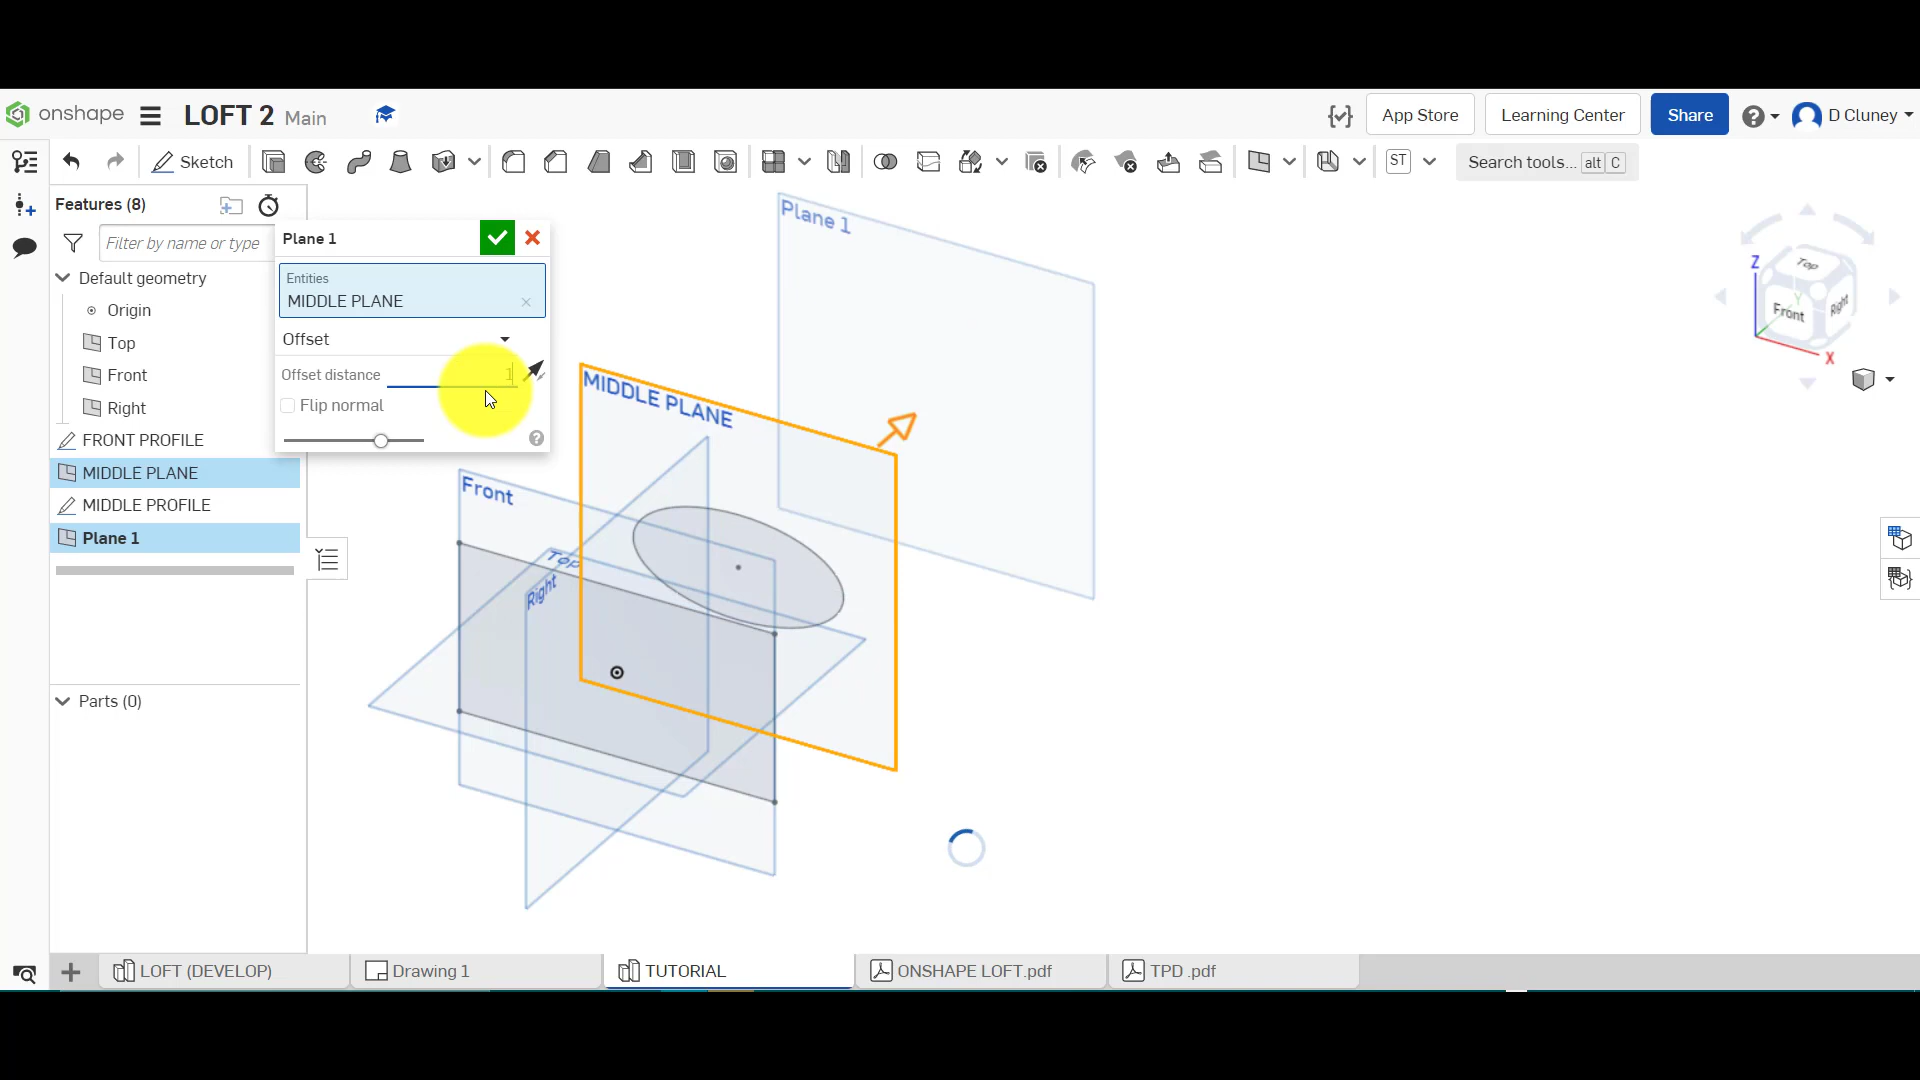 onshape LOFT 2 Main App Store Learning Center Share ? D Cluney
Sketch ST Search tools... alt C
Features (8)
Filter by name or type
Default geometry
Origin
Top
Front
Right
FRONT PROFILE
MIDDLE PLANE
MIDDLE PROFILE
Plane 1
Parts (0)
Plane 1
Entities
MIDDLE PLANE
Offset
Offset distance 1
Flip normal
?
Plane 1
MIDDLE PLANE
Front
Top
Right
Z
Top
Y
Front
Right
X
LOFT (DEVELOP)
Drawing 1
TUTORIAL
ONSHAPE LOFT.pdf
TPD .pdf